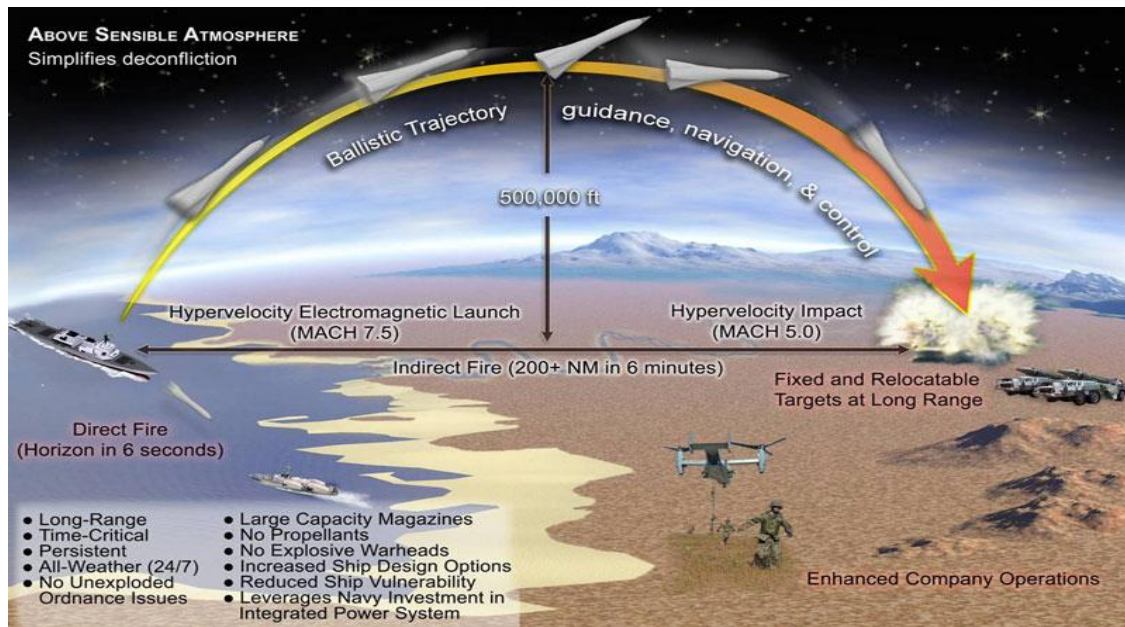 ABOVE SENSIBLE ATMOSPHERE
Simplifies deconfliction
Ballistic Trajectory
guidance, navigation, & control
500,000 ft
Hypervelocity Electromagnetic Launch
(MACH 7.5)
Hypervelocity Impact
(MACH 5.0)
Indirect Fire (200+ NM in 6 minutes)
Fixed and Relocatable
Targets at Long Range
Direct Fire
(Horizon in 6 seconds)
● Long-Range
● Time-Critical
● Persistent
● All-Weather (24/7)
● No Unexploded
Ordnance Issues
● Large Capacity Magazines
● No Propellants
● No Explosive Warheads
● Increased Ship Design Options
● Reduced Ship Vulnerability
● Leverages Navy Investment in
Integrated Power System
Enhanced Company Operations